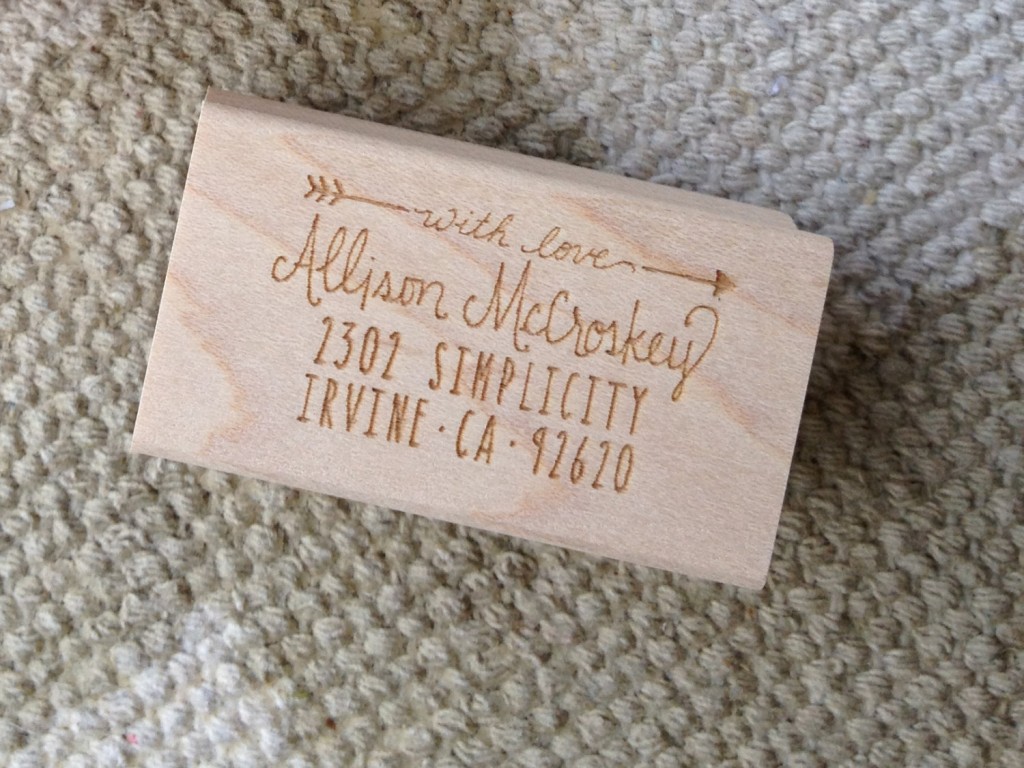 with love
Allison McCroskey
2302 SIMPLICITY
IRVINE · CA · 92620